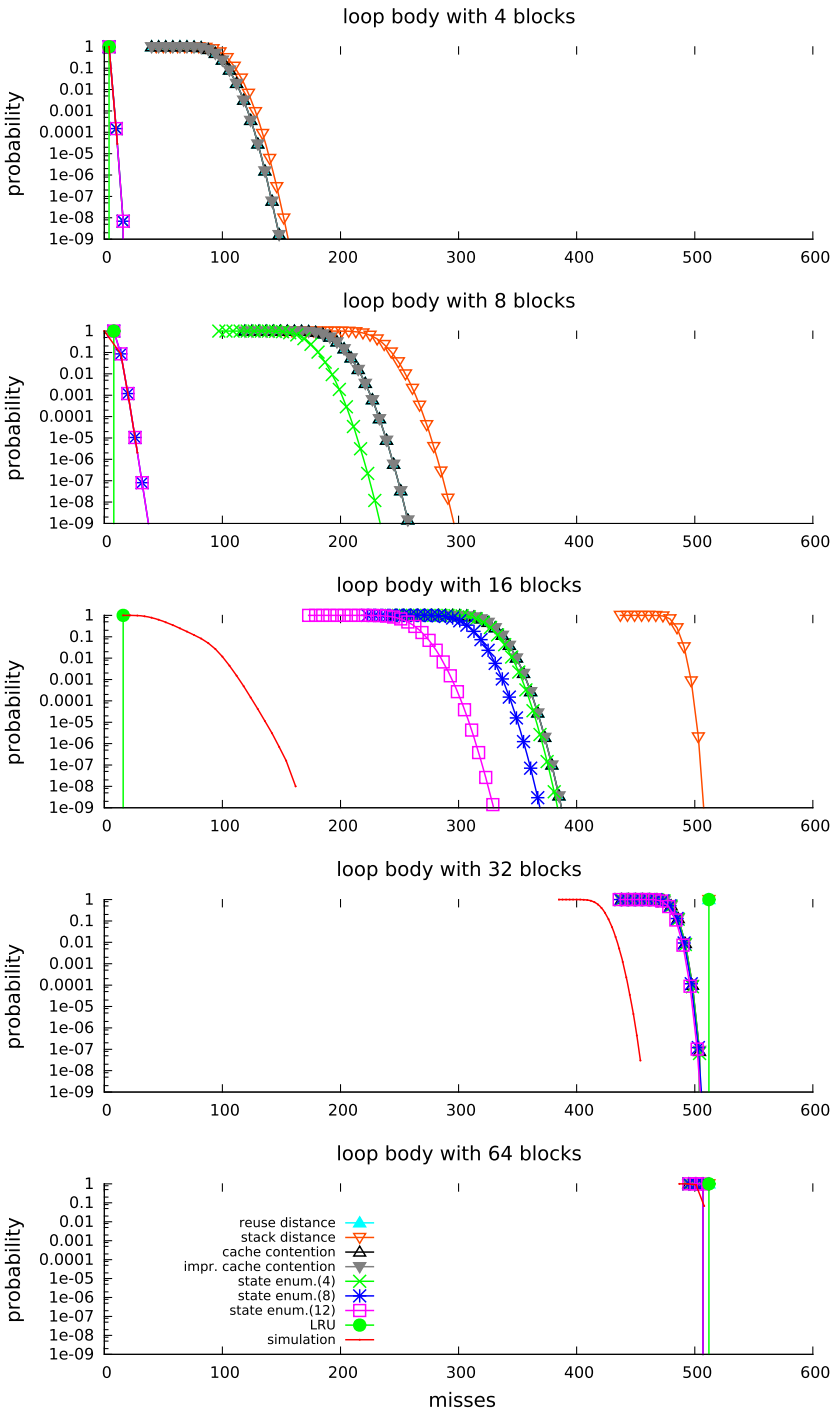 loop body with 4 blocks
probability
1
0.1
0.01
0.001
0.0001
1e-05
1e-06
1e-07
1e-08
1e-09
0 100 200 300 400 500 600
loop body with 8 blocks
probability
1
0.1
0.01
0.001
0.0001
1e-05
1e-06
1e-07
1e-08
1e-09
0 100 200 300 400 500 600
loop body with 16 blocks
probability
1
0.1
0.01
0.001
0.0001
1e-05
1e-06
1e-07
1e-08
1e-09
0 100 200 300 400 500 600
loop body with 32 blocks
probability
1
0.1
0.01
0.001
0.0001
1e-05
1e-06
1e-07
1e-08
1e-09
0 100 200 300 400 500 600
loop body with 64 blocks
probability
1
0.1
0.01
0.001
0.0001
1e-05
1e-06
1e-07
1e-08
1e-09
reuse distance
stack distance
cache contention
impr. cache contention
state enum.(4)
state enum.(8)
state enum.(12)
LRU
simulation
0 100 200 300 400 500 600
misses